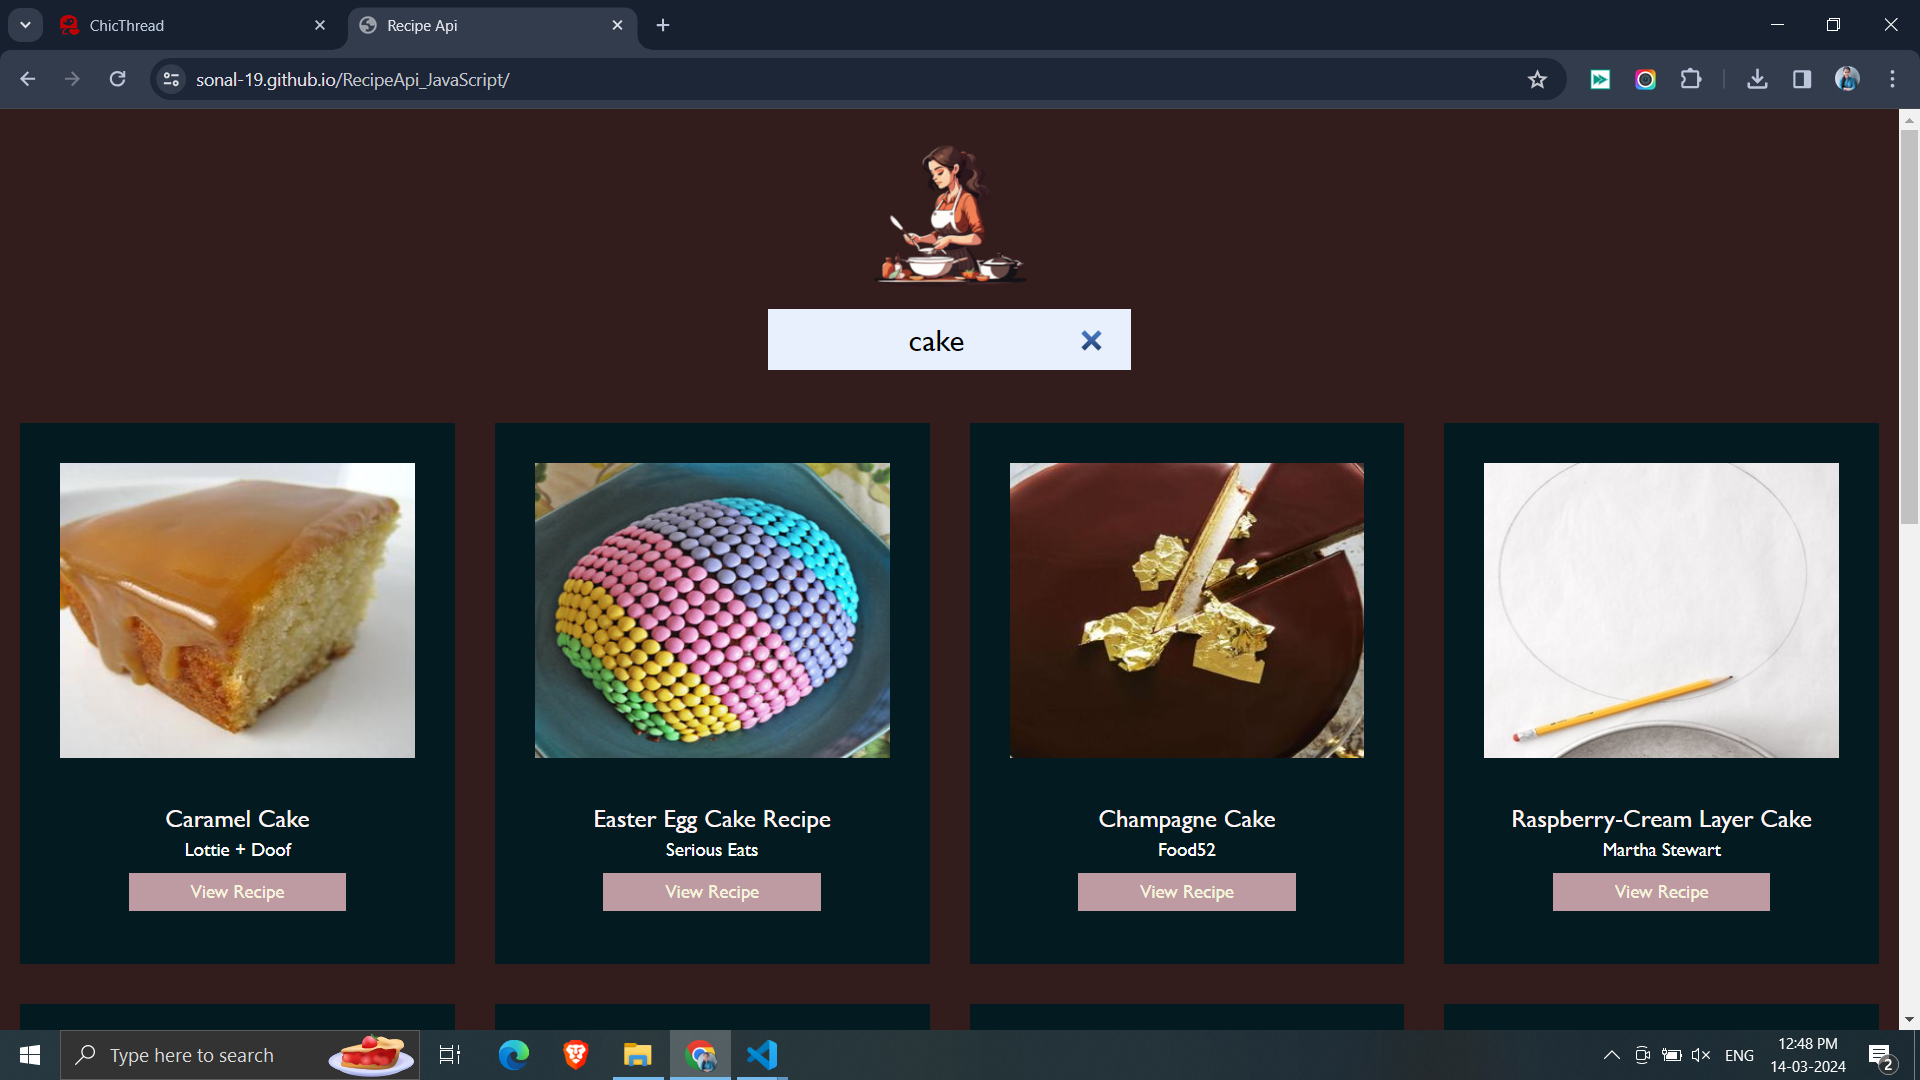 ChicThread
Recipe Api
sonal-19.github.io/RecipeApi_JavaScript/
cake
Caramel Cake
Lottie + Doof
View Recipe
Easter Egg Cake Recipe
Serious Eats
View Recipe
Champagne Cake
Food52
View Recipe
Raspberry-Cream Layer Cake
Martha Stewart
View Recipe
Type here to search
ENG
12:48 PM
14-03-2024
2